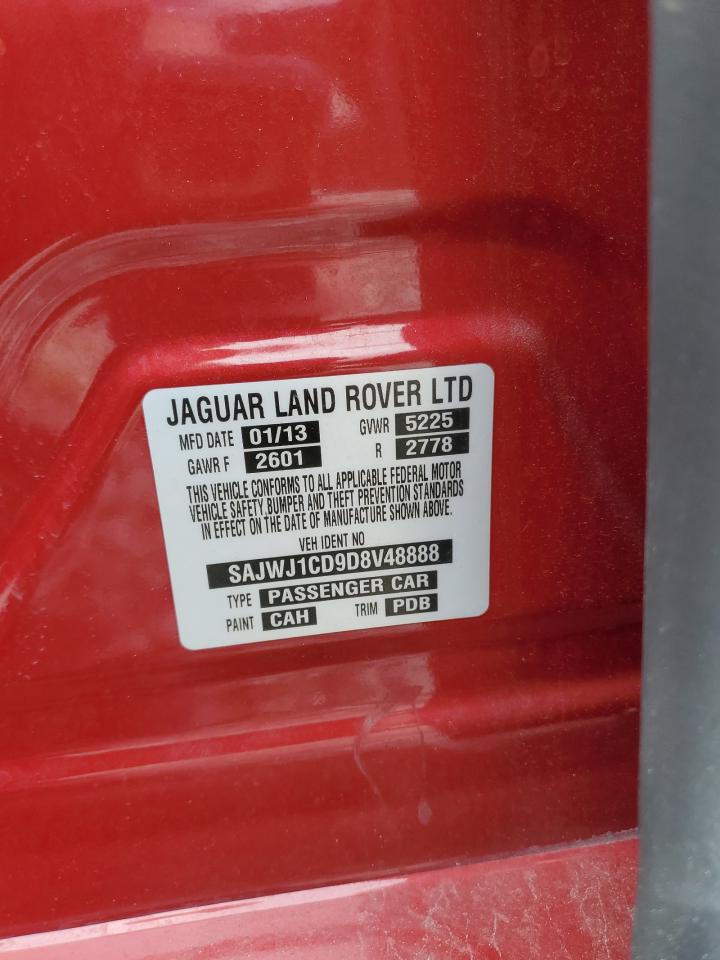 JAGUAR LAND ROVER LTD
MFD DATE 01/13 GVWR 5225
GAWR F 2601 R 2778
THIS VEHICLE CONFORMS TO ALL APPLICABLE FEDERAL MOTOR
VEHICLE SAFETY, BUMPER AND THEFT PREVENTION STANDARDS
IN EFFECT ON THE DATE OF MANUFACTURE SHOWN ABOVE.
VEH IDENT NO
SAJWJ1CD9D8V48888
TYPE PASSENGER CAR
PAINT CAH TRIM PDB